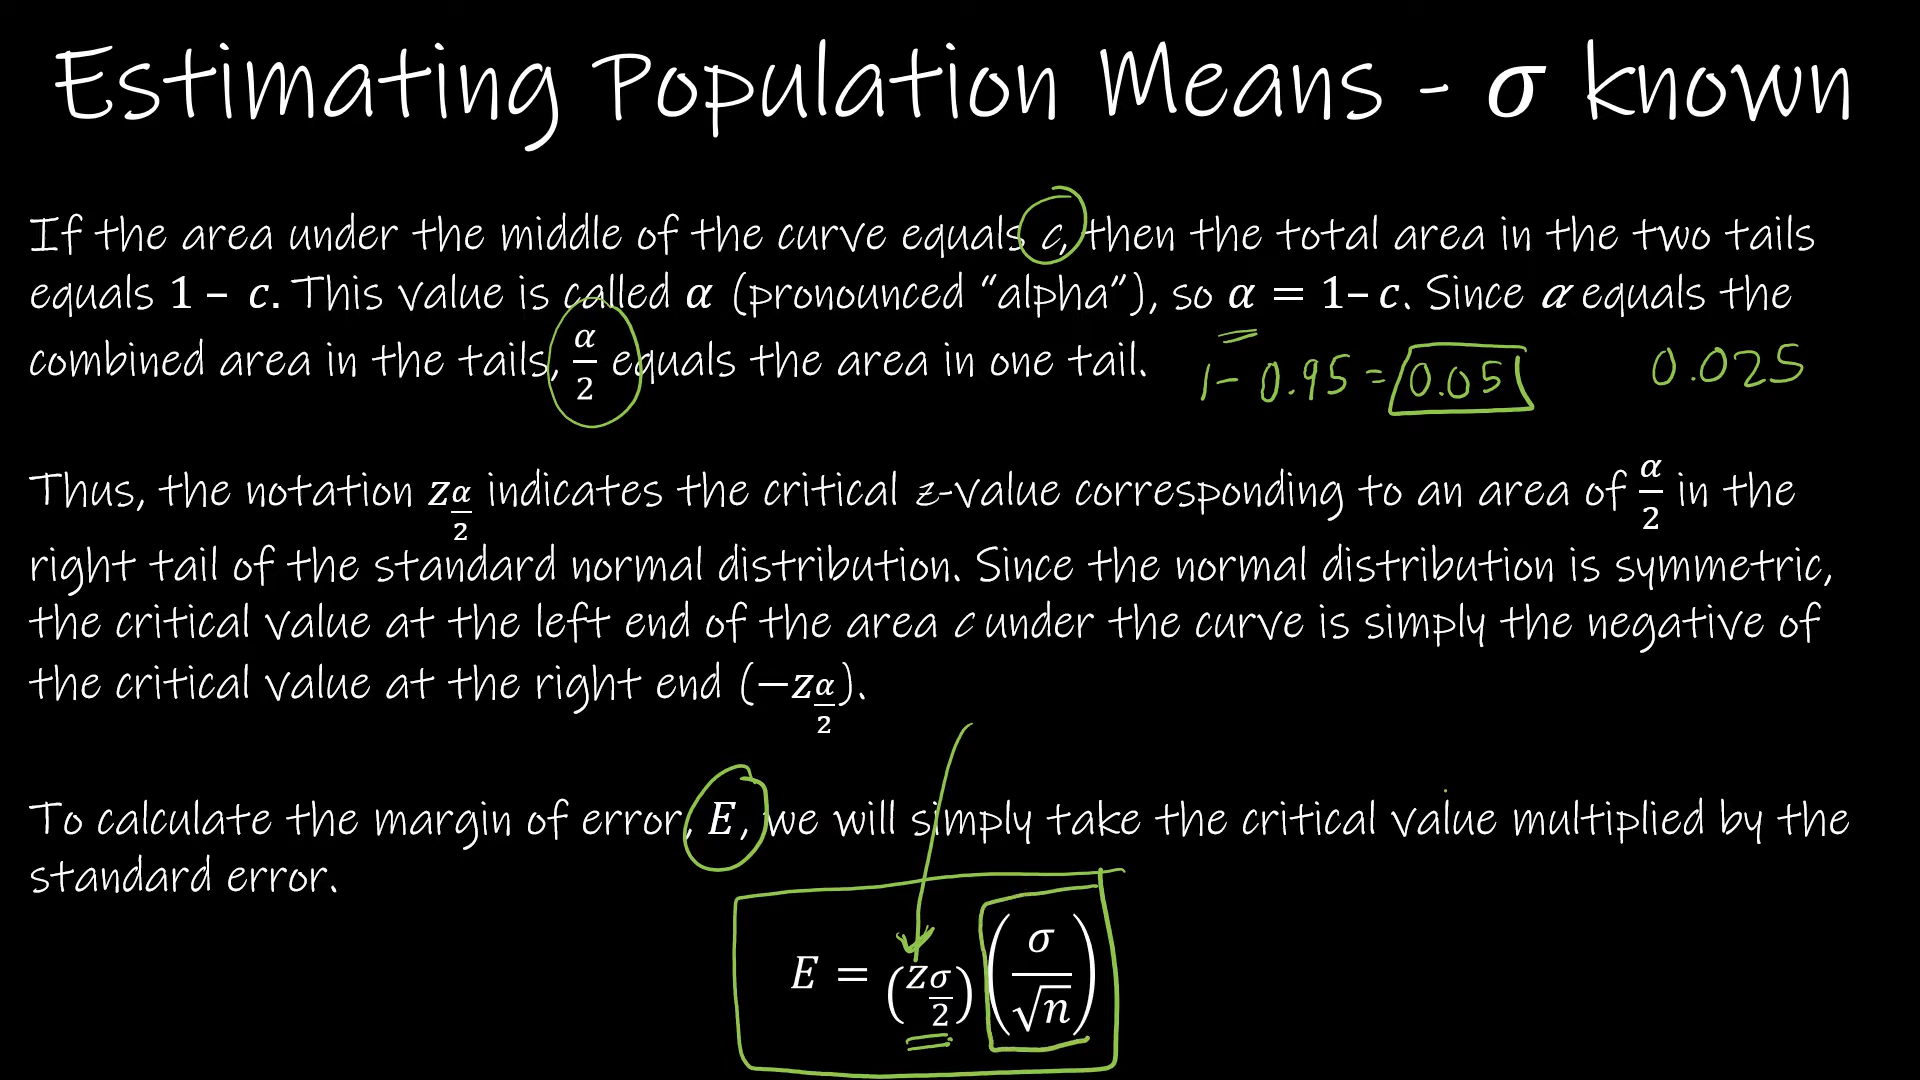 Estimating Population Means - σ known
If the area under the middle of the curve equals c, then the total area in the two tails
equals 1 – c. This value is called α (pronounced “alpha”), so α = 1– c. Since α equals the
combined area in the tails, α/2 equals the area in one tail.
1 - 0.95 = 0.05 0.025
Thus, the notation z_(α/2) indicates the critical z-value corresponding to an area of α/2 in the
right tail of the standard normal distribution. Since the normal distribution is symmetric,
the critical value at the left end of the area c under the curve is simply the negative of
the critical value at the right end (−z_(α/2)).
To calculate the margin of error, E, we will simply take the critical value multiplied by the
standard error.
E = (z_(σ/2)) (σ/√n)